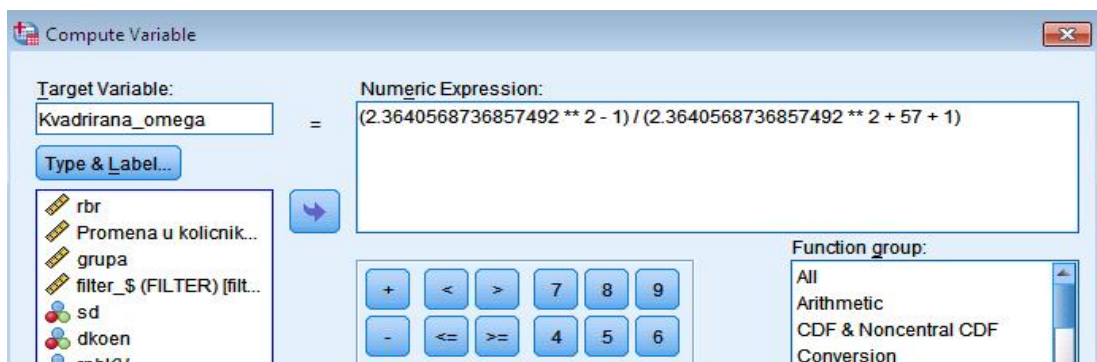 Compute Variable
Target Variable:
Kvadrirana_omega
=
Numeric Expression:
(2.3640568736857492 ** 2 - 1) / (2.3640568736857492 ** 2 + 57 + 1)
Type & Label...
rbr
Promena u kolicnik...
grupa
filter_$ (FILTER) [filt...
sd
dkoen
+ < > 7 8 9
- <= >= 4 5 6
Function group:
All
Arithmetic
CDF & Noncentral CDF
Conversion